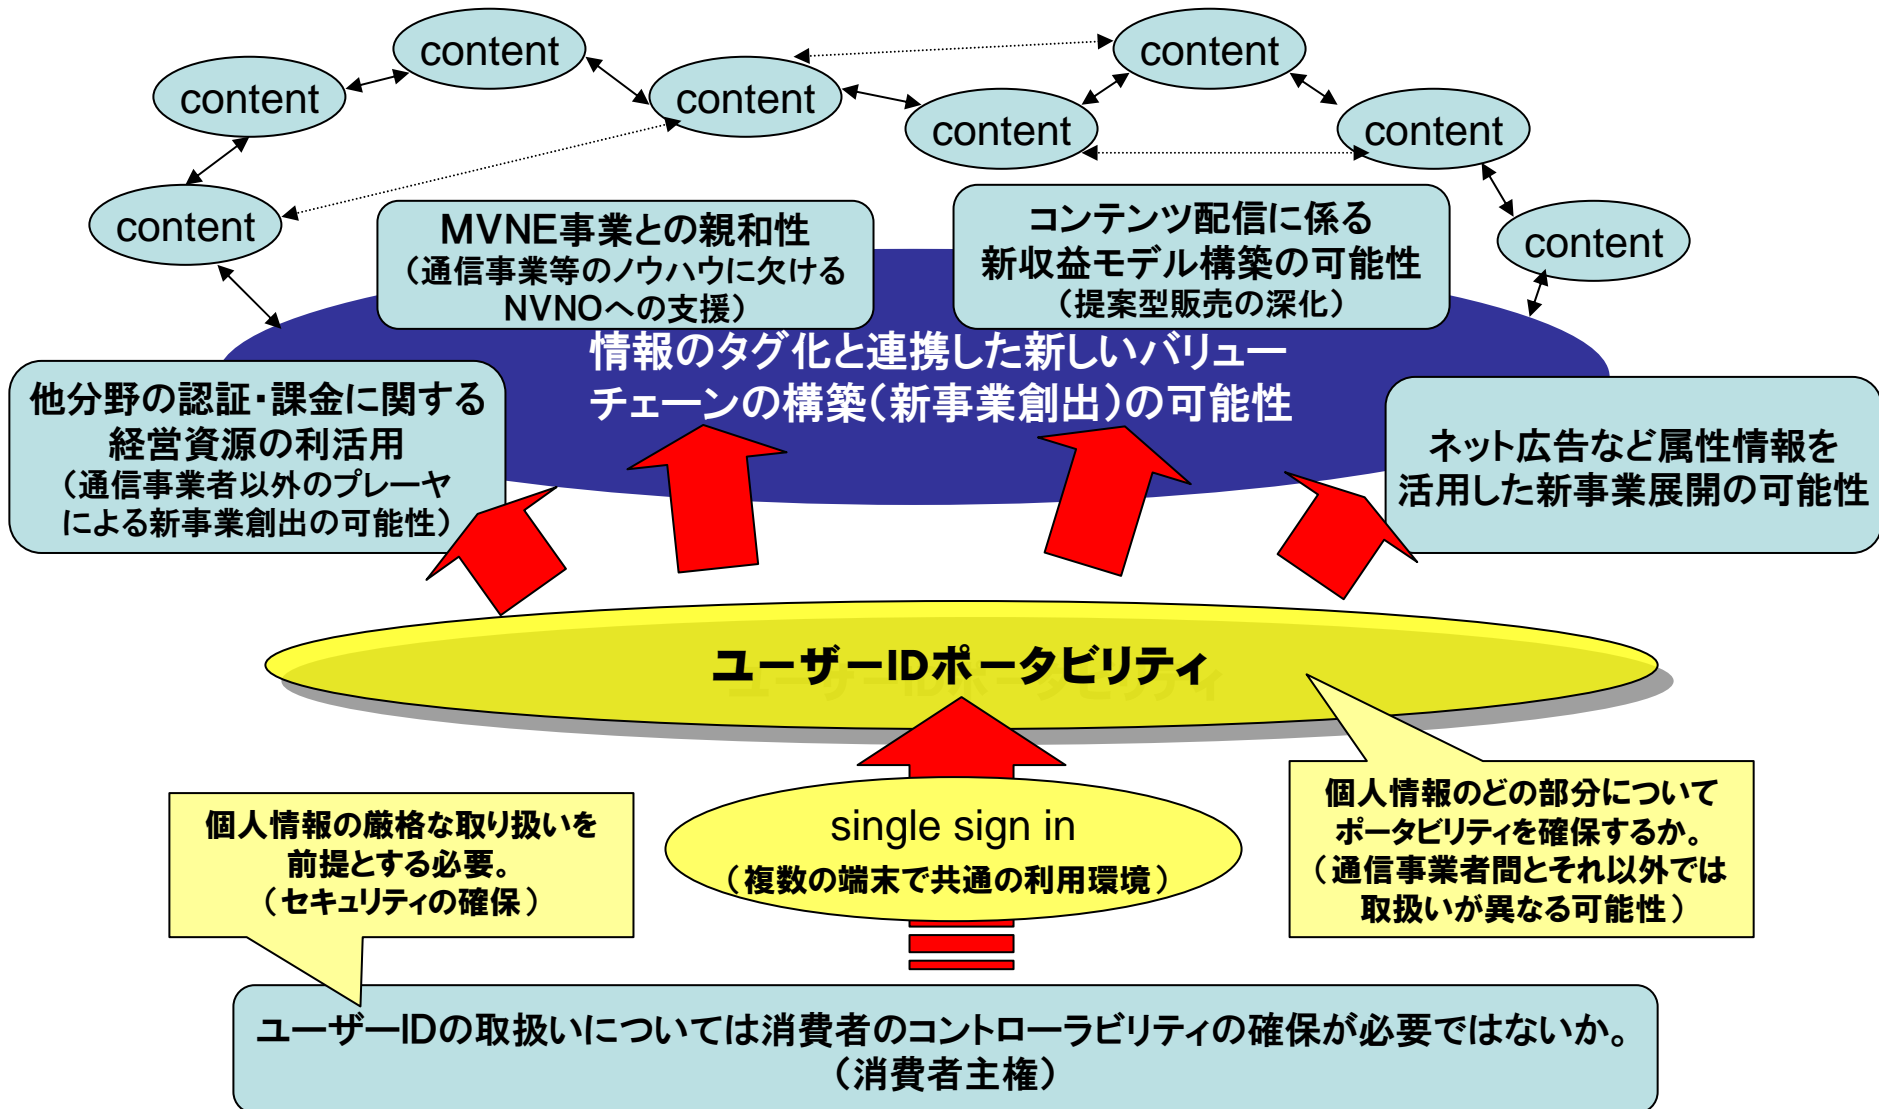 content
content
content
content
content
content
content
content
MVNE事業との親和性
（通信事業等のノウハウに欠ける
NVNOへの支援）
コンテンツ配信に係る
新収益モデル構築の可能性
（提案型販売の深化）
情報のタグ化と連携した新しいバリュー
チェーンの構築（新事業創出）の可能性
他分野の認証・課金に関する
経営資源の利活用
（通信事業者以外のプレーヤ
による新事業創出の可能性）
ネット広告など属性情報を
活用した新事業展開の可能性
ユーザーIDポータビリティ
個人情報の厳格な取り扱いを
前提とする必要。
（セキュリティの確保）
single sign in
（複数の端末で共通の利用環境）
個人情報のどの部分について
ポータビリティを確保するか。
（通信事業者間とそれ以外では
取扱いが異なる可能性）
ユーザーIDの取扱いについては消費者のコントローラビリティの確保が必要ではないか。
（消費者主権）